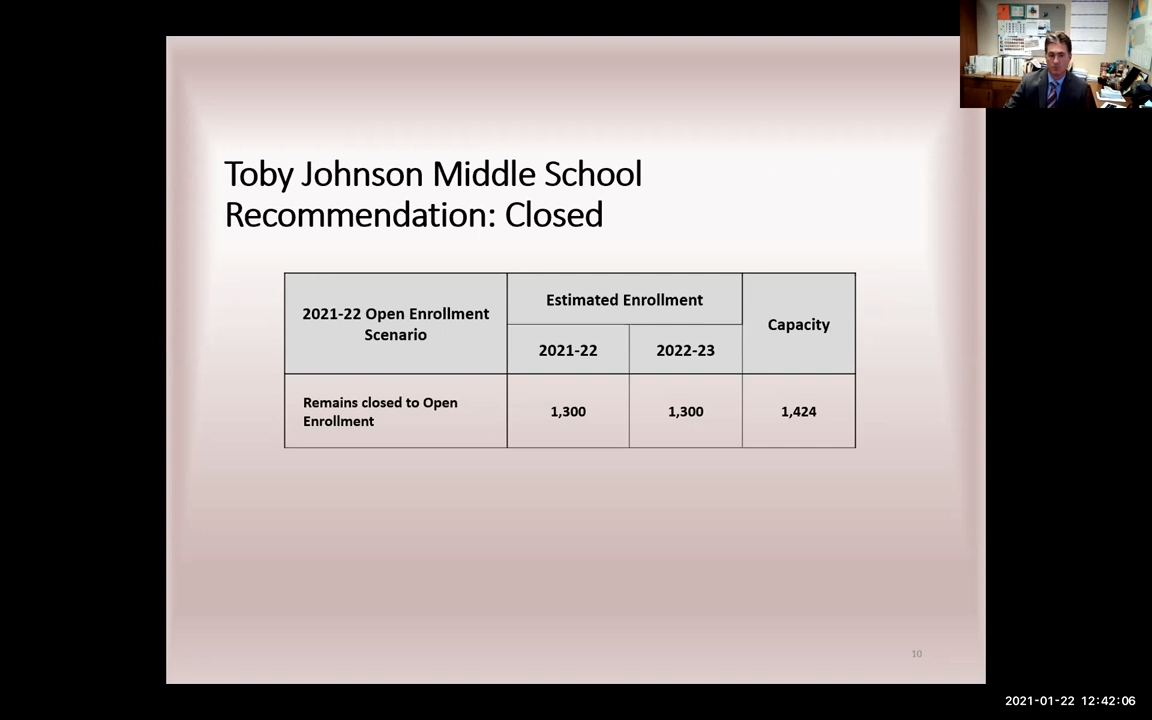 Toby Johnson Middle School
Recommendation: Closed
2021-22 Open Enrollment
Scenario
Estimated Enrollment
Capacity
2021-22
2022-23
Remains closed to Open
Enrollment
1,300
1,300
1,424
10
2021-01-22 12:42:06